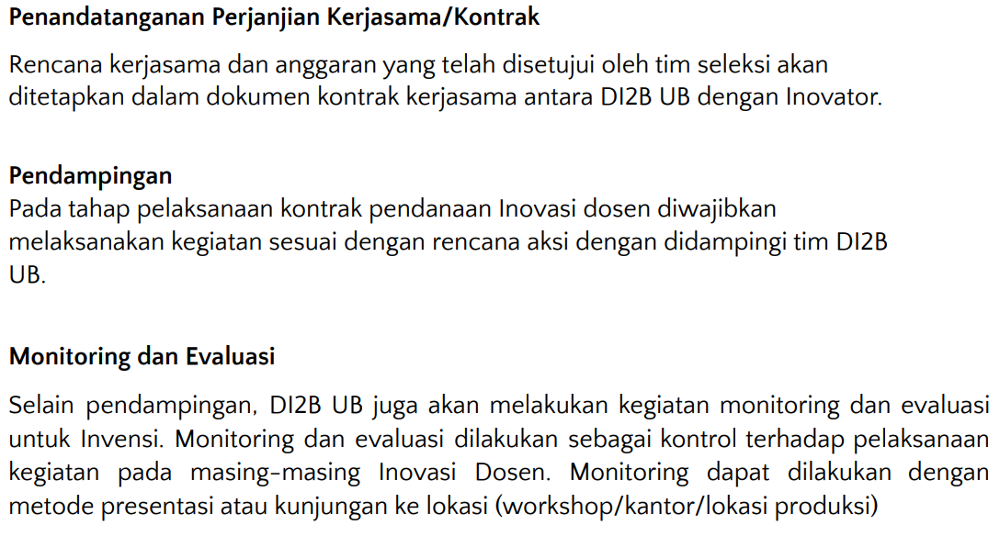 Penandatanganan Perjanjian Kerjasama/Kontrak
Rencana kerjasama dan anggaran yang telah disetujui oleh tim seleksi akan
ditetapkan dalam dokumen kontrak kerjasama antara DI2B UB dengan Inovator.
Pendampingan
Pada tahap pelaksanaan kontrak pendanaan Inovasi dosen diwajibkan
melaksanakan kegiatan sesuai dengan rencana aksi dengan didampingi tim DI2B
UB.
Monitoring dan Evaluasi
Selain pendampingan, DI2B UB juga akan melakukan kegiatan monitoring dan evaluasi
untuk Invensi. Monitoring dan evaluasi dilakukan sebagai kontrol terhadap pelaksanaan
kegiatan pada masing-masing Inovasi Dosen. Monitoring dapat dilakukan dengan
metode presentasi atau kunjungan ke lokasi (workshop/kantor/lokasi produksi)